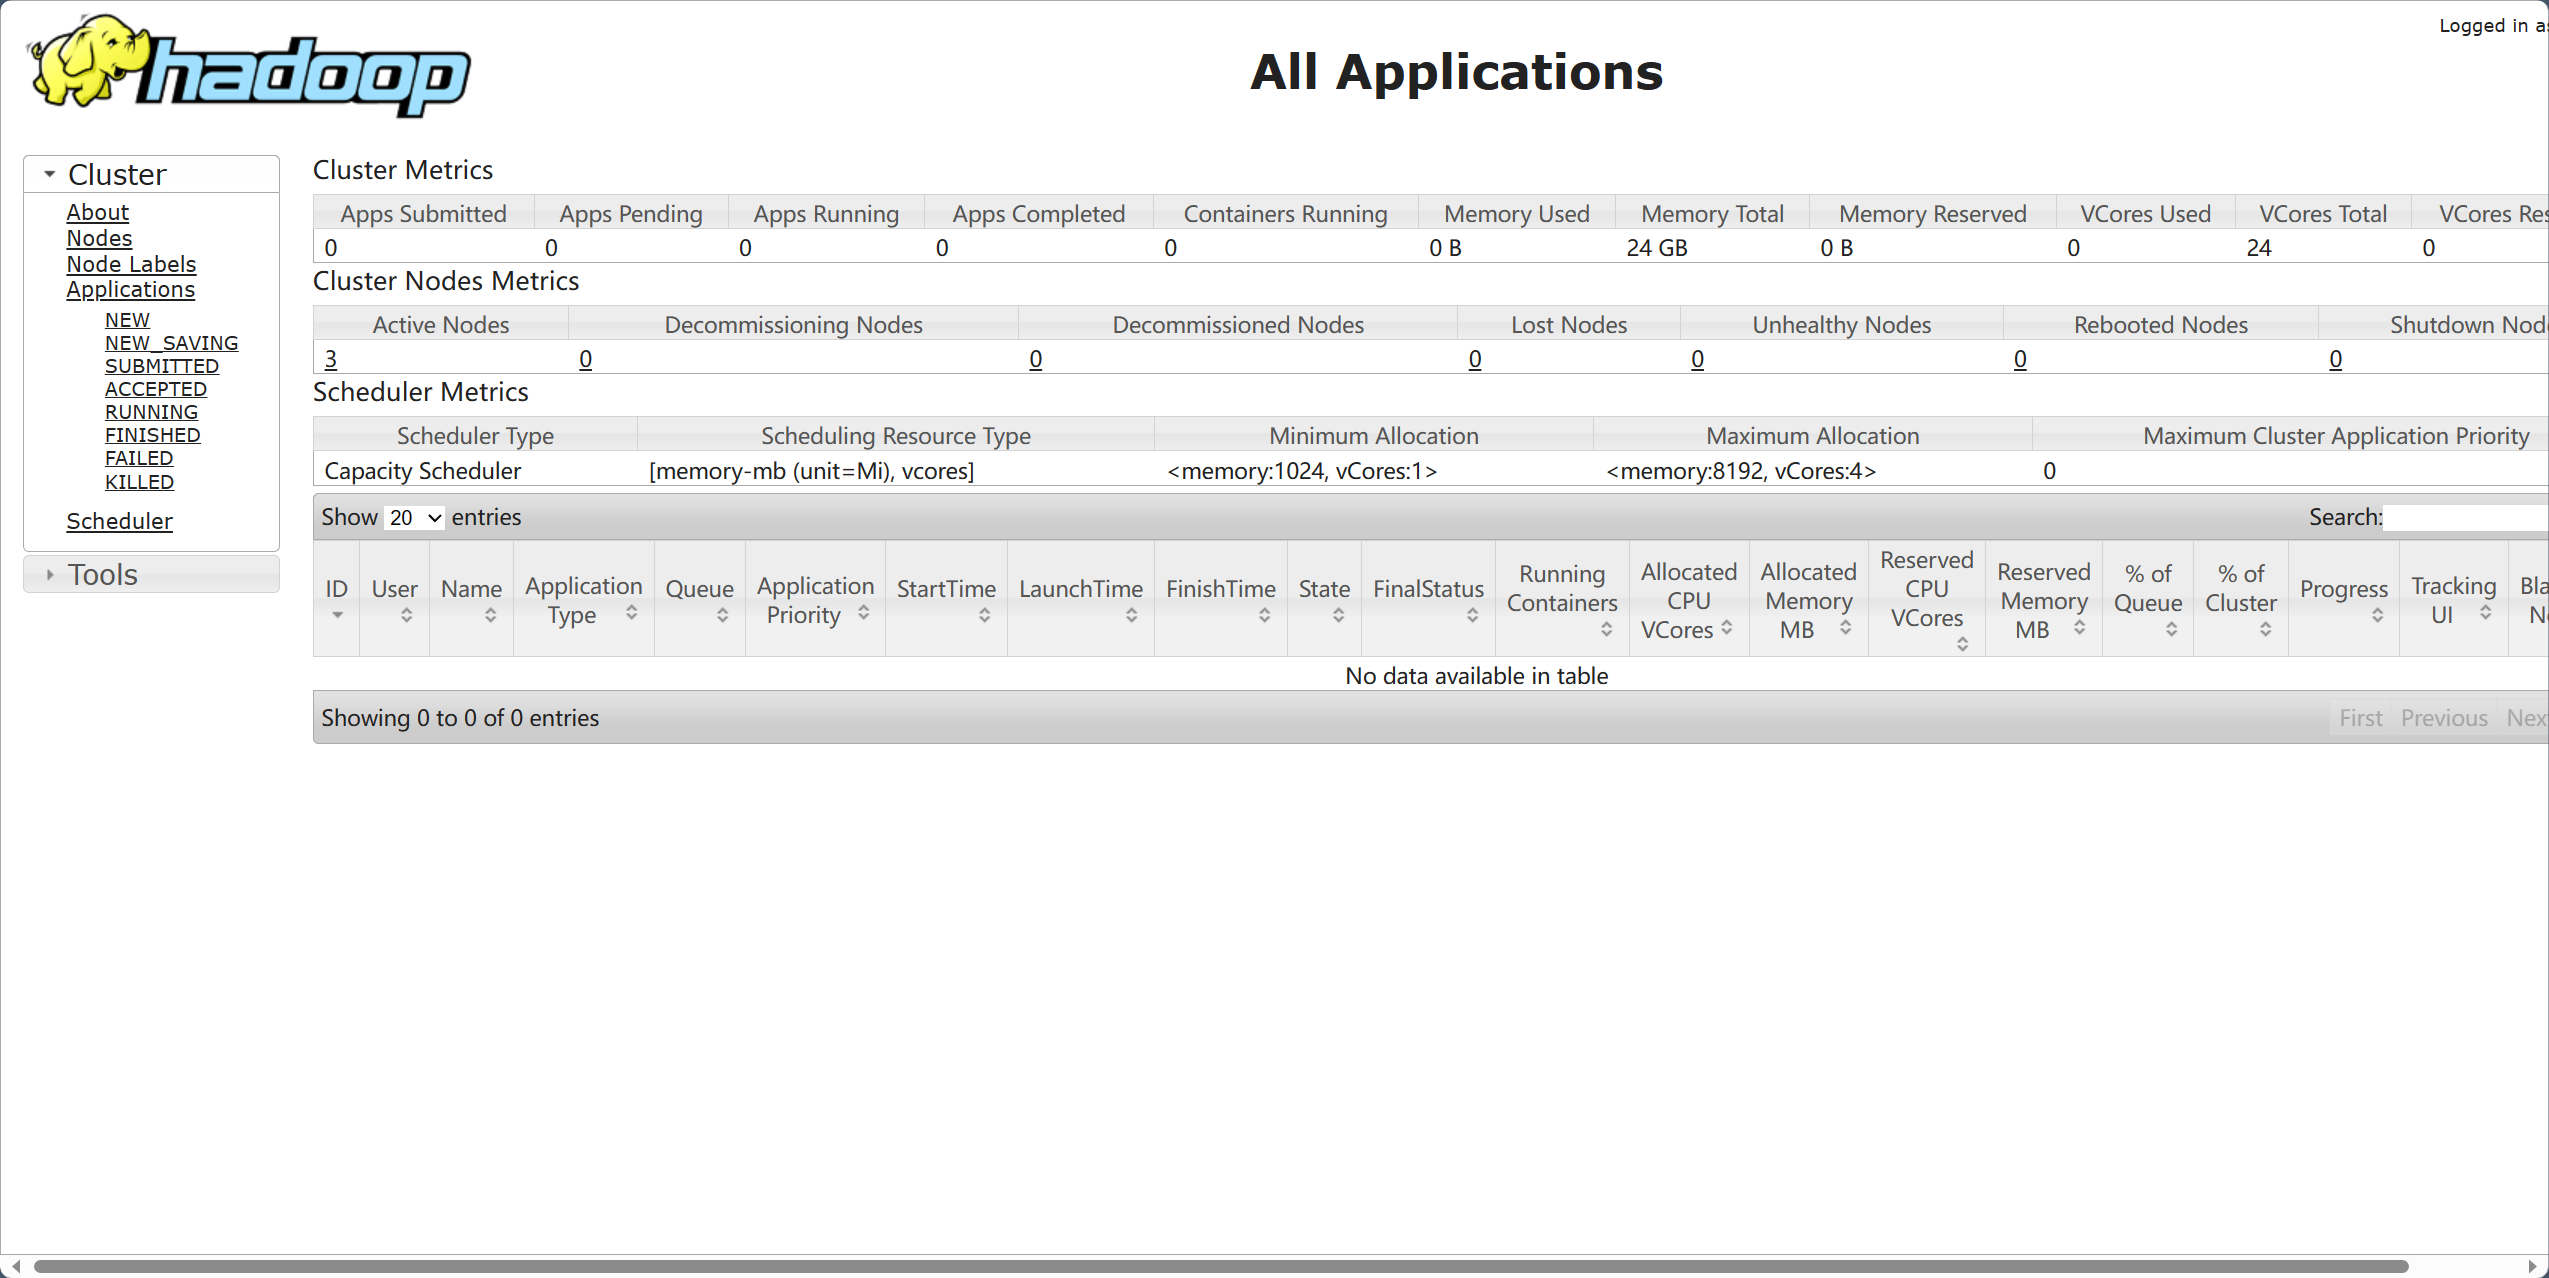 hadoop
Logged in as
All Applications
Cluster
About
Nodes
Node Labels
Applications
NEW
NEW_SAVING
SUBMITTED
ACCEPTED
RUNNING
FINISHED
FAILED
KILLED
Scheduler
Tools
Cluster Metrics
Apps Submitted Apps Pending Apps Running Apps Completed Containers Running Memory Used Memory Total Memory Reserved VCores Used VCores Total VCores Res
0 0 0 0 0 0 B 24 GB 0 B 0 24 0
Cluster Nodes Metrics
Active Nodes Decommissioning Nodes Decommissioned Nodes Lost Nodes Unhealthy Nodes Rebooted Nodes Shutdown Node
3 0 0 0 0 0 0
Scheduler Metrics
Scheduler Type Scheduling Resource Type Minimum Allocation Maximum Allocation Maximum Cluster Application Priority
Capacity Scheduler [memory-mb (unit=Mi), vcores] <memory:1024, vCores:1> <memory:8192, vCores:4> 0
Show 20 entries Search:
ID User Name Application Type Queue Application Priority StartTime LaunchTime FinishTime State FinalStatus Running Containers Allocated CPU VCores Allocated Memory MB Reserved CPU VCores Reserved Memory MB % of Queue % of Cluster Progress Tracking UI Bla
No data available in table
Showing 0 to 0 of 0 entries First Previous Nex